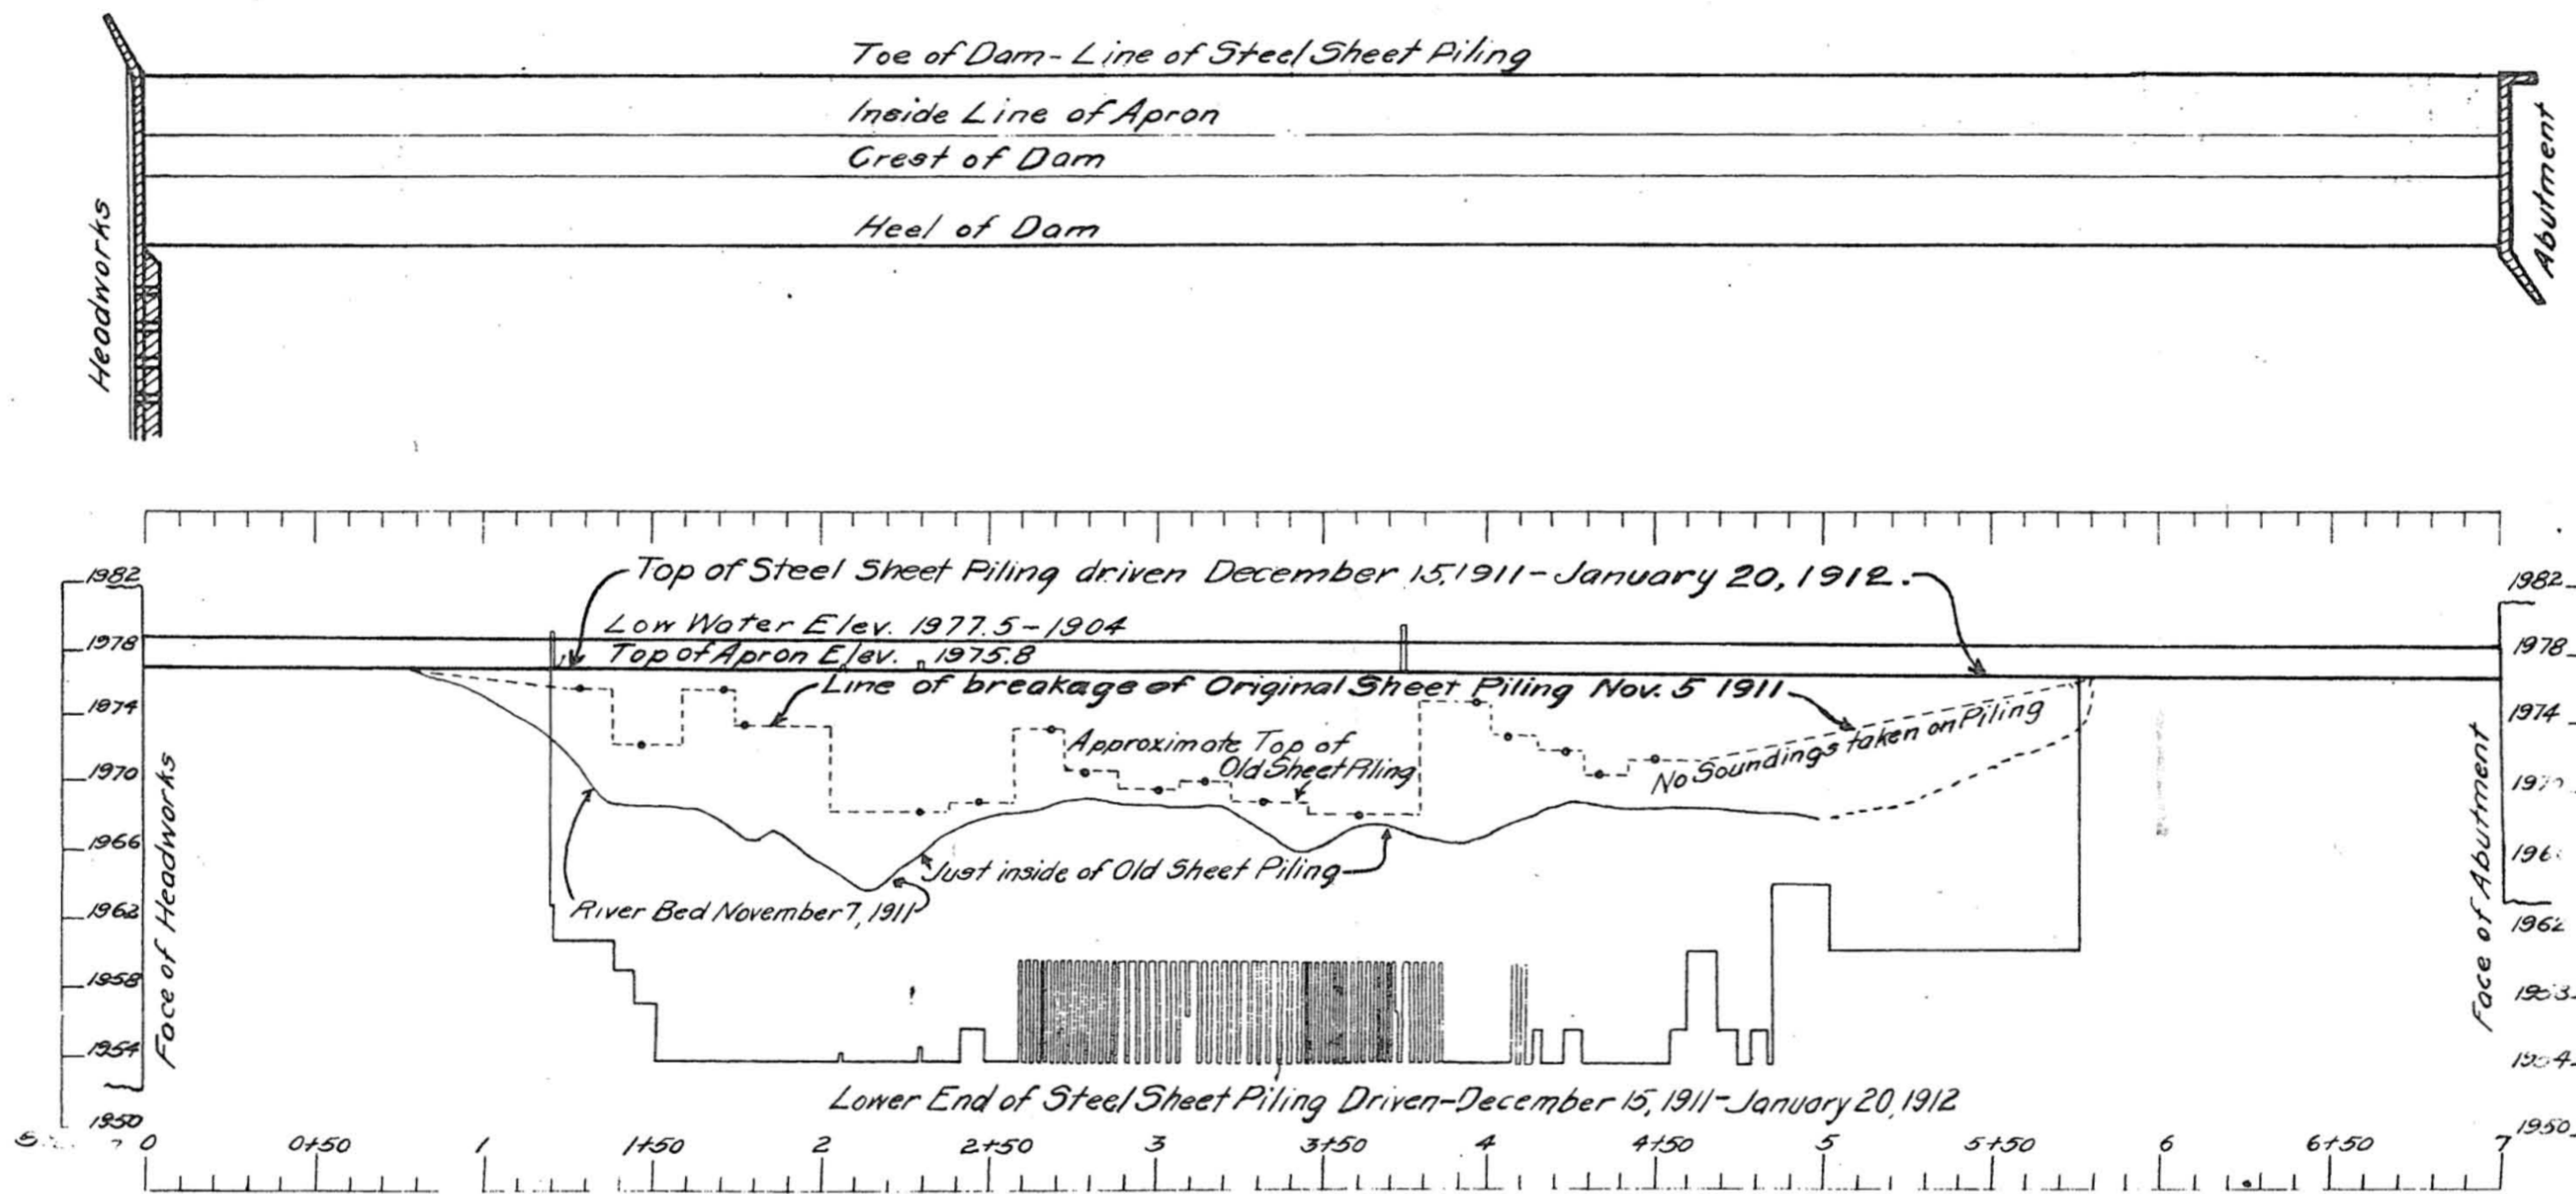 Toe of Dam - Line of Steel Sheet Piling
Inside Line of Apron
Crest of Dam
Heel of Dam
Headworks
Abutment
Top of Steel Sheet Piling driven December 15, 1911 - January 20, 1912.
Low Water Elev. 1977.5 - 1904
Top of Apron Elev. 1975.8
Line of breakage of Original Sheet Piling Nov. 5 1911
Approximate Top of
Old Sheet Piling
No Soundings taken on Piling
Just inside of Old Sheet Piling
River Bed November 7, 1911
Lower End of Steel Sheet Piling Driven - December 15, 1911 - January 20, 1912
Face of Headworks
Face of Abutment
1982
1978
1974
1970
1966
1962
1958
1954
1950
1982
1978
1974
1962
1950
0 0+50 1 1+50 2 2+50 3 3+50 4 4+50 5 5+50 6 6+50 7